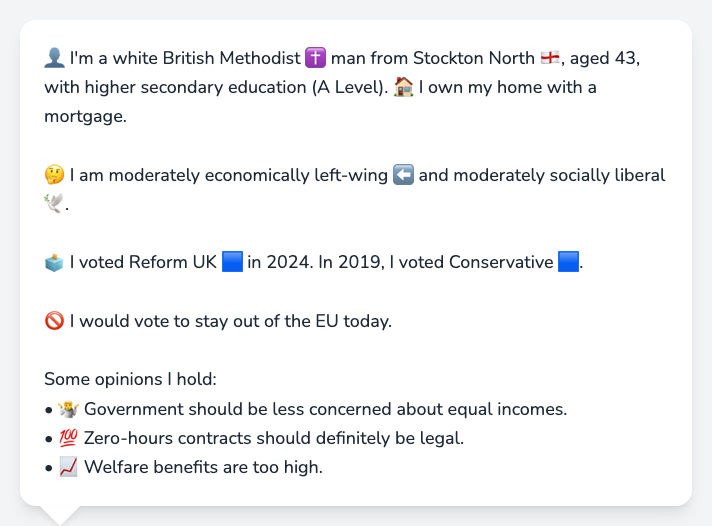 👤 I'm a white British Methodist ✝️ man from Stockton North 🏴󠁧󠁢󠁥󠁮󠁧󠁿, aged 43,
with higher secondary education (A Level). 🏠 I own my home with a
mortgage.
🤔 I am moderately economically left-wing ⬅️ and moderately socially liberal
🕊️.
🗳️ I voted Reform UK 🟦 in 2024. In 2019, I voted Conservative 🟦.
🚫 I would vote to stay out of the EU today.
Some opinions I hold:
• 🤷 Government should be less concerned about equal incomes.
• 💯 Zero-hours contracts should definitely be legal.
• 📈 Welfare benefits are too high.